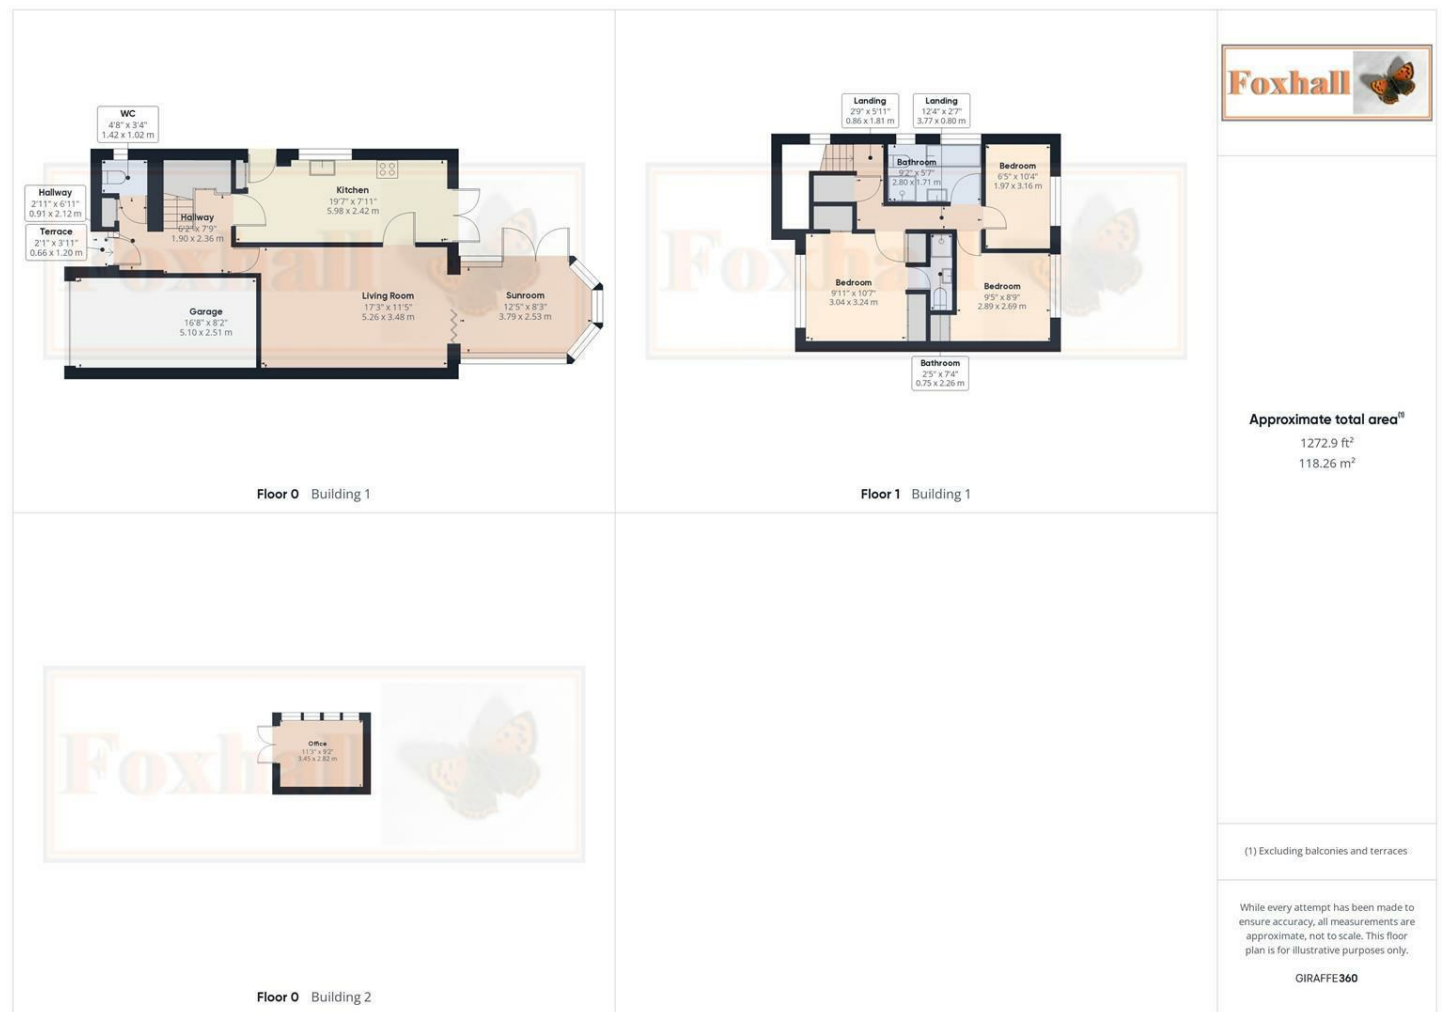 WC
4'8" x 3'4"
1.42 x 1.02 m
Hallway
2'11" x 6'11"
0.91 x 2.12 m
Terrace
2'1" x 3'11"
0.66 x 1.20 m
Hallway
6'2" x 7'9"
1.90 x 2.36 m
Kitchen
19'7" x 7'11"
5.98 x 2.42 m
Garage
16'8" x 8'2"
5.10 x 2.51 m
Living Room
17'3" x 11'5"
5.26 x 3.48 m
Sunroom
12'5" x 8'3"
3.79 x 2.53 m
Foxhall
Floor 0 Building 1
Landing
2'9" x 5'11"
0.86 x 1.81 m
Landing
12'4" x 2'7"
3.77 x 0.80 m
Bathroom
9'2" x 5'7"
2.80 x 1.71 m
Bedroom
6'5" x 10'4"
1.97 x 3.16 m
Bedroom
9'11" x 10'7"
3.04 x 3.24 m
Bedroom
9'5" x 8'9"
2.89 x 2.69 m
Bathroom
2'5" x 7'4"
0.75 x 2.26 m
Foxhall
Floor 1 Building 1
Office
11'3" x 9'2"
3.45 x 2.82 m
Foxhall
Floor 0 Building 2
Foxhall
Approximate total area(1)
1272.9 ft²
118.26 m²
(1) Excluding balconies and terraces
While every attempt has been made to
ensure accuracy, all measurements are
approximate, not to scale. This floor
plan is for illustrative purposes only.
GIRAFFE360